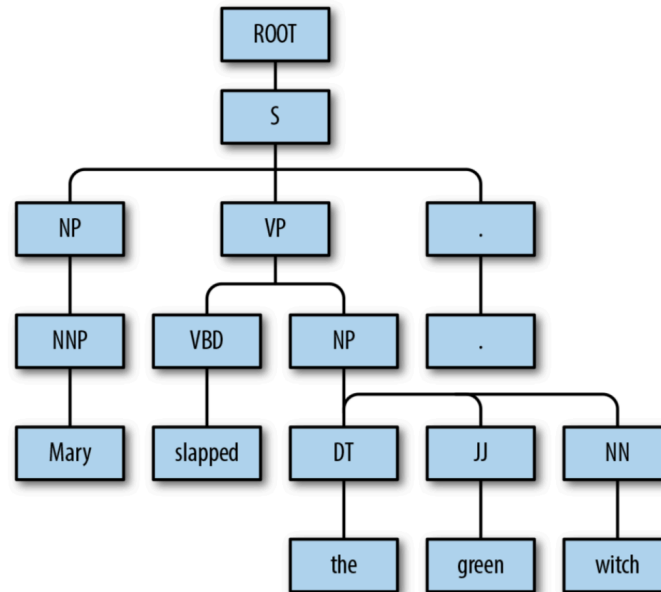 ROOT
S
NP VP .
NNP VBD NP .
Mary slapped DT JJ NN
the green witch